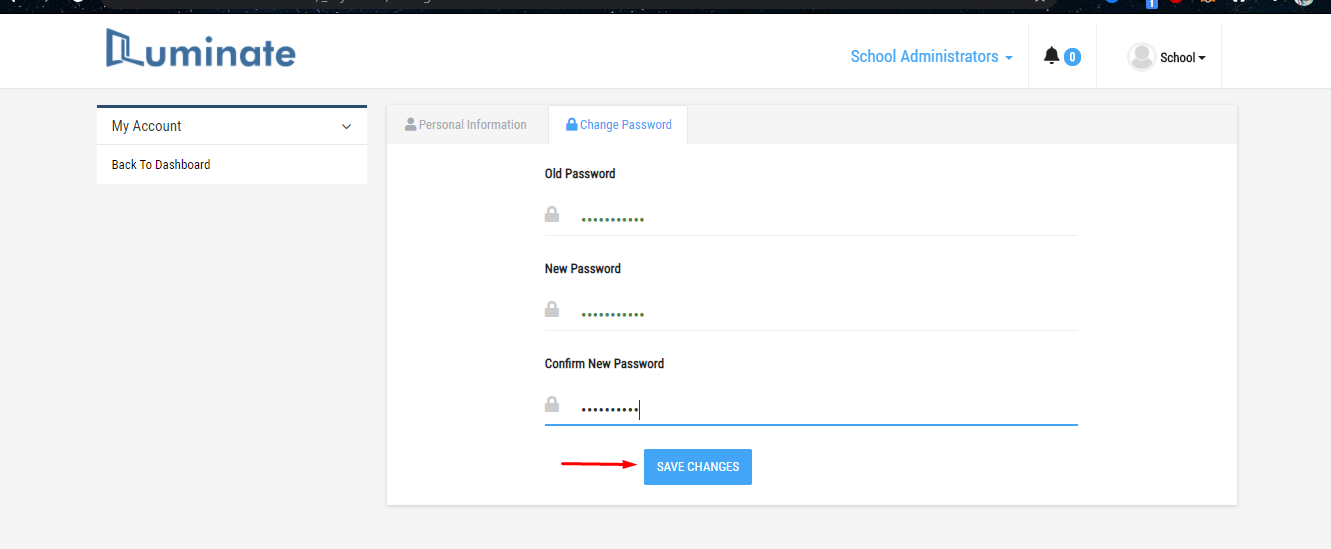 Luminate
School Administrators
0
School
My Account
Back To Dashboard
Personal Information
Change Password
Old Password
•••••••••••
New Password
•••••••••••
Confirm New Password
••••••••••
SAVE CHANGES